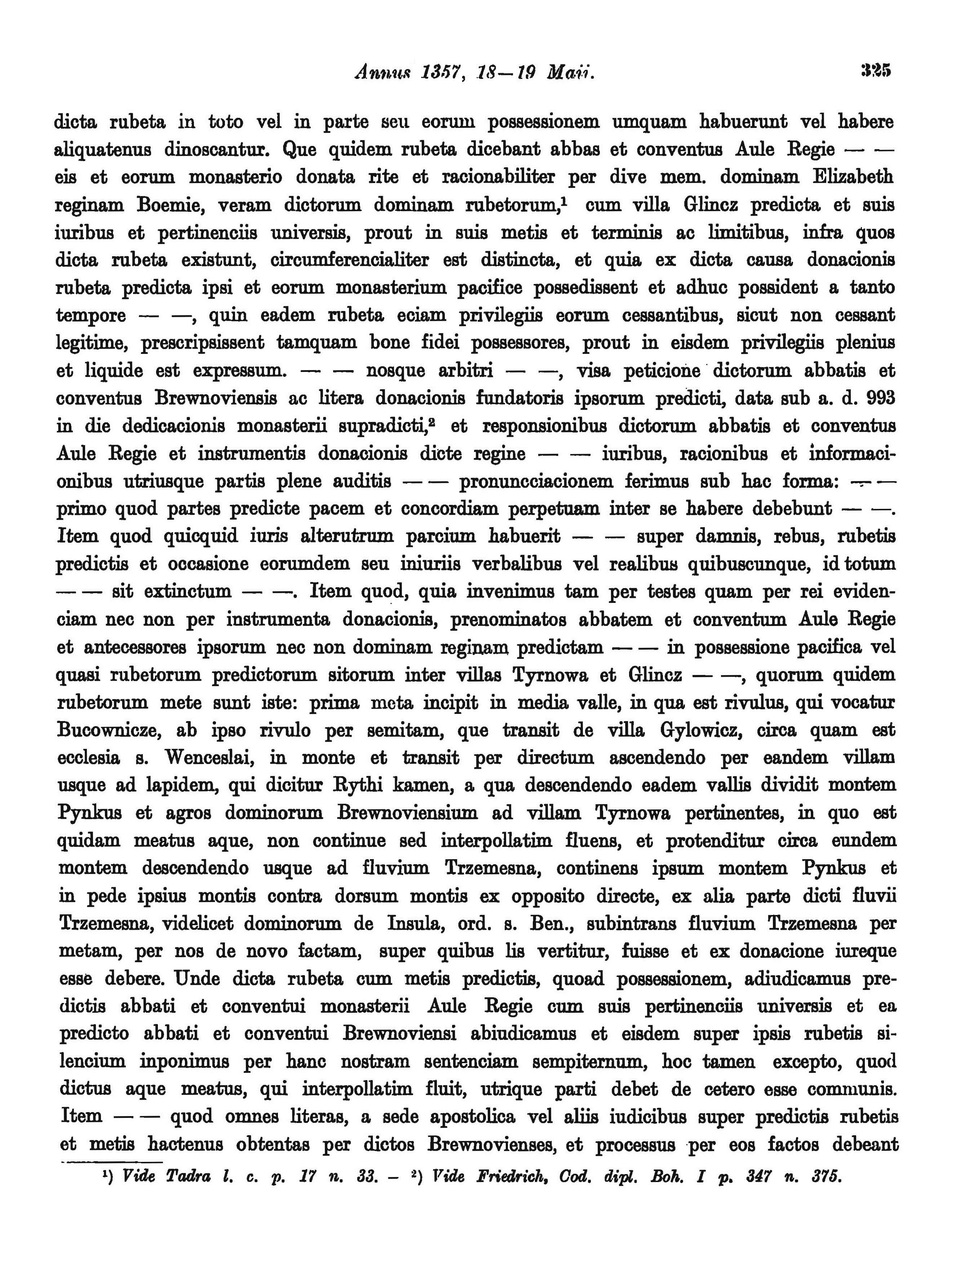 Annus 1357, 18—19 Maii. 325
dicta rubeta in toto vel in parte seu eorum possessionem umquam habuerunt vel habere
aliquatenus dinoscantur. Que quidem rubeta dicebant abbas et conventus Aule Regie — —
eis et eorum monasterio donata rite et racionabiliter per dive mem. dominam Elizabeth
reginam Boemie, veram dictorum dominam rubetorum,¹ cum villa Glincz predicta et suis
iuribus et pertinenciis universis, prout in suis metis et terminis ac limitibus, infra quos
dicta rubeta existunt, circumferencialiter est distincta, et quia ex dicta causa donacionis
rubeta predicta ipsi et eorum monasterium pacifice possedissent et adhuc possident a tanto
tempore — —, quin eadem rubeta eciam privilegiis eorum cessantibus, sicut non cessant
legitime, prescripsissent tamquam bone fidei possessores, prout in eisdem privilegiis plenius
et liquide est expressum. — — nosque arbitri — —, visa peticione dictorum abbatis et
conventus Brewnoviensis ac litera donacionis fundatoris ipsorum predicti, data sub a. d. 993
in die dedicacionis monasterii supradicti,² et responsionibus dictorum abbatis et conventus
Aule Regie et instrumentis donacionis dicte regine — — iuribus, racionibus et informaci-
onibus utriusque partis plene auditis — — pronuncciacionem ferimus sub hac forma: — —
primo quod partes predicte pacem et concordiam perpetuam inter se habere debebunt — —.
Item quod quicquid iuris alterutrum parcium habuerit — — super damnis, rebus, rubetis
predictis et occasione eorumdem seu iniuriis verbalibus vel realibus quibuscunque, id totum
— — sit extinctum — —. Item quod, quia invenimus tam per testes quam per rei eviden-
ciam nec non per instrumenta donacionis, prenominatos abbatem et conventum Aule Regie
et antecessores ipsorum nec non dominam reginam predictam — — in possessione pacifica vel
quasi rubetorum predictorum sitorum inter villas Tyrnowa et Glincz — —, quorum quidem
rubetorum mete sunt iste: prima meta incipit in media valle, in qua est rivulus, qui vocatur
Bucownicze, ab ipso rivulo per semitam, que transit de villa Gylowicz, circa quam est
ecclesia s. Wenceslai, in monte et transit per directum ascendendo per eandem villam
usque ad lapidem, qui dicitur Rythi kamen, a qua descendendo eadem vallis dividit montem
Pynkus et agros dominorum Brewnoviensium ad villam Tyrnowa pertinentes, in quo est
quidam meatus aque, non continue sed interpollatim fluens, et protenditur circa eundem
montem descendendo usque ad fluvium Trzemesna, continens ipsum montem Pynkus et
in pede ipsius montis contra dorsum montis ex opposito directe, ex alia parte dicti fluvii
Trzemesna, videlicet dominorum de Insula, ord. s. Ben., subintrans fluvium Trzemesna per
metam, per nos de novo factam, super quibus lis vertitur, fuisse et ex donacione iureque
esse debere. Unde dicta rubeta cum metis predictis, quoad possessionem, adiudicamus pre-
dictis abbati et conventui monasterii Aule Regie cum suis pertinenciis universis et ea
predicto abbati et conventui Brewnoviensi abiudicamus et eisdem super ipsis rubetis si-
lencium inponimus per hanc nostram sentenciam sempiternum, hoc tamen excepto, quod
dictus aque meatus, qui interpollatim fluit, utrique parti debet de cetero esse communis.
Item — — quod omnes literas, a sede apostolica vel aliis iudicibus super predictis rubetis
et metis hactenus obtentas per dictos Brewnovienses, et processus per eos factos debeant
¹) Vide Tadra l. c. p. 17 n. 33. — ²) Vide Friedrich, Cod. dipl. Boh. I p. 347 n. 375.